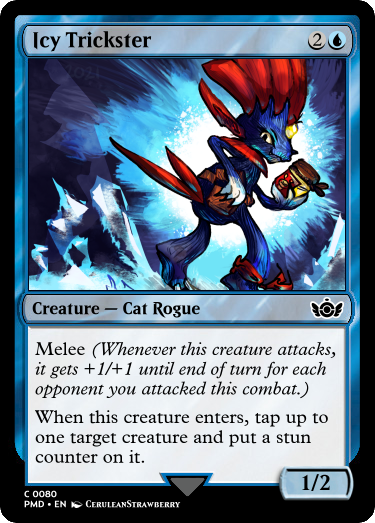 Icy Trickster 2
Creature — Cat Rogue
Melee (Whenever this creature attacks,
it gets +1/+1 until end of turn for each
opponent you attacked this combat.)
When this creature enters, tap up to
one target creature and put a stun
counter on it.
1/2
C 0080
PMD • EN CeruleanStrawberry